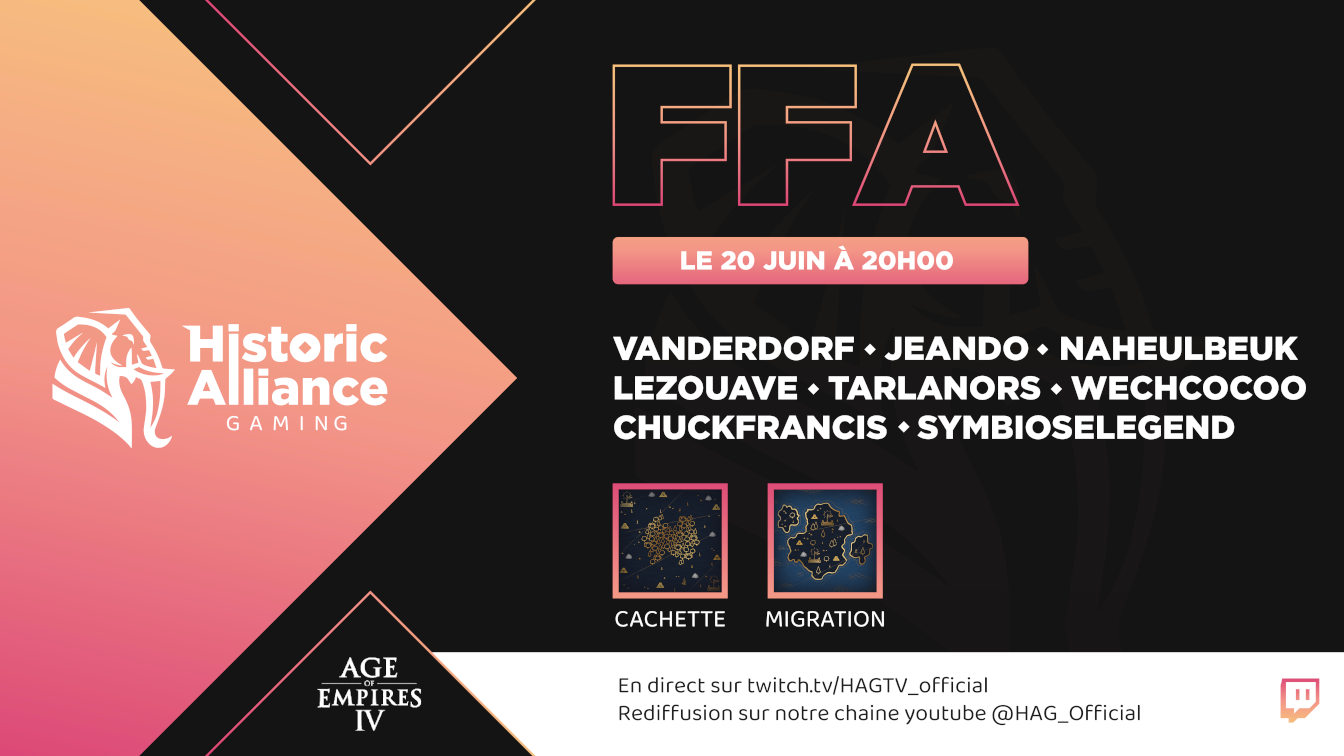 FFA
LE 20 JUIN À 20H00
Historic
Alliance
GAMING
VANDERDORF • JEANDO • NAHEULBEUK
LEZOUAVE • TARLANORS • WECHCOCOO
CHUCKFRANCIS • SYMBIOSELEGEND
CACHETTE MIGRATION
AGE
OF
EMPIRES
IV
En direct sur twitch.tv/HAGTV_official
Rediffusion sur notre chaine youtube @HAG_Official